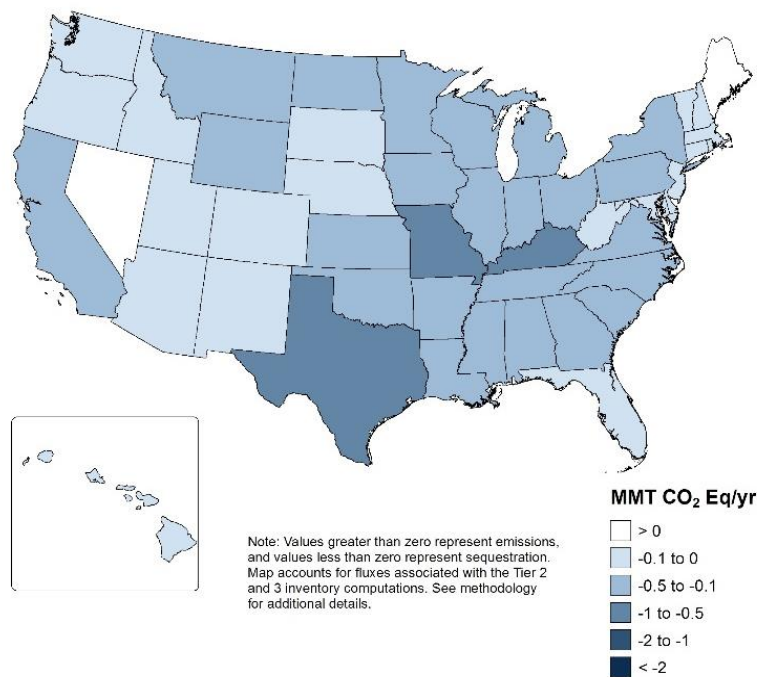 Note: Values greater than zero represent emissions,
and values less than zero represent sequestration.
Map accounts for fluxes associated with the Tier 2
and 3 inventory computations. See methodology
for additional details.
MMT CO₂ Eq/yr
> 0
-0.1 to 0
-0.5 to -0.1
-1 to -0.5
-2 to -1
< -2